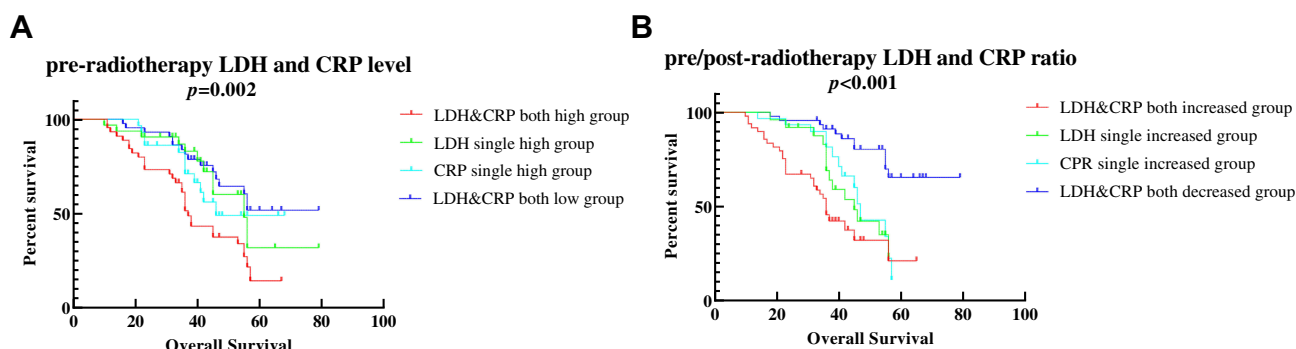 A
pre-radiotherapy LDH and CRP level
p=0.002
Percent survival
100
50
0
0 20 40 60 80 100
Overall Survival
LDH&CRP both high group
LDH single high group
CRP single high group
LDH&CRP both low group
B
pre/post-radiotherapy LDH and CRP ratio
p<0.001
Percent survival
100
50
0
0 20 40 60 80 100
Overall Survival
LDH&CRP both increased group
LDH single increased group
CPR single increased group
LDH&CRP both decreased group